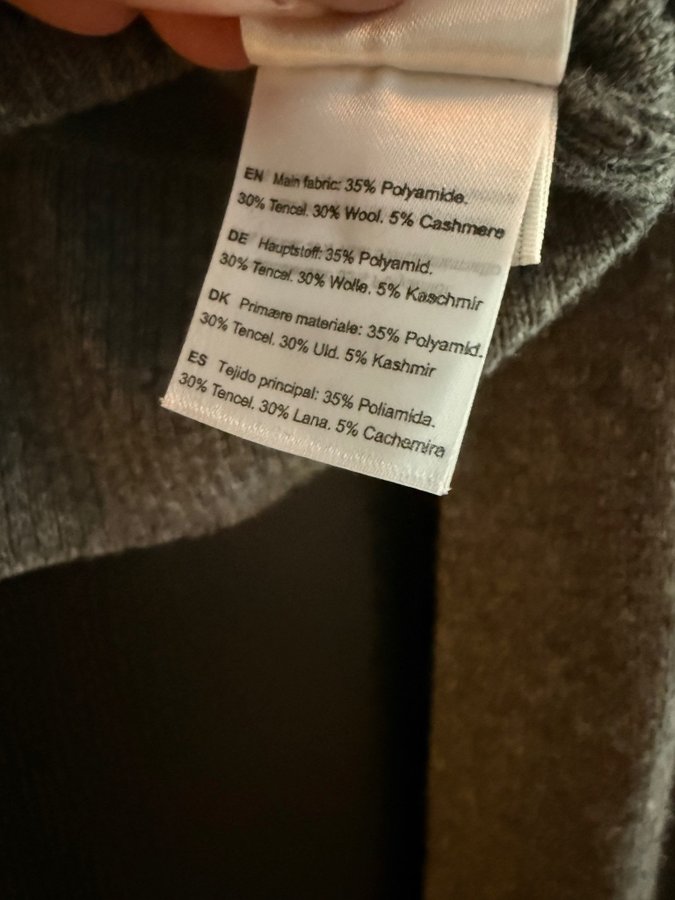 EN Main fabric: 35% Polyamide.
30% Tencel. 30% Wool. 5% Cashmere
DE Hauptstoff: 35% Polyamid.
30% Tencel. 30% Wolle. 5% Kaschmir
DK Primære materiale: 35% Polyamid.
30% Tencel. 30% Uld. 5% Kashmir
ES Tejido principal: 35% Poliamida.
30% Tencel. 30% Lana. 5% Cachemire